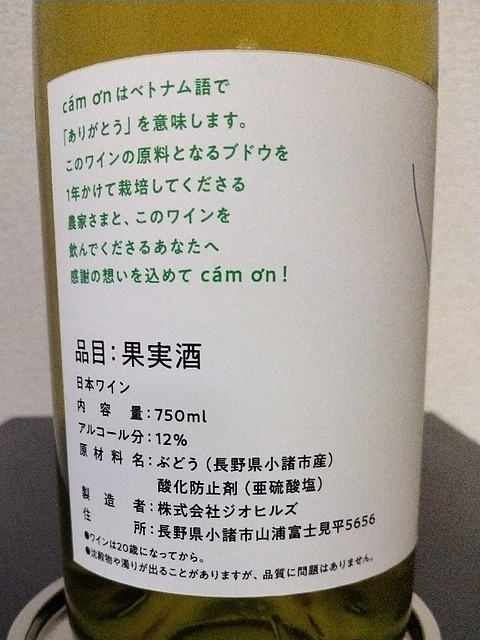 cám ơn はベトナム語で
「ありがとう」を意味します。
このワインの原料となるブドウを
1年かけて栽培してくださる
農家さまと、このワインを
飲んでくださるあなたへ
感謝の想いを込めて cám ơn !
品目：果実酒
日本ワイン
内容量：750ml
アルコール分：12%
原材料名：ぶどう（長野県小諸市産）
酸化防止剤（亜硫酸塩）
製造者：株式会社ジオヒルズ
住所：長野県小諸市山浦富士見平5656
●ワインは20歳になってから。
●沈殿物や濁りが出ることがありますが、品質に問題はありません。